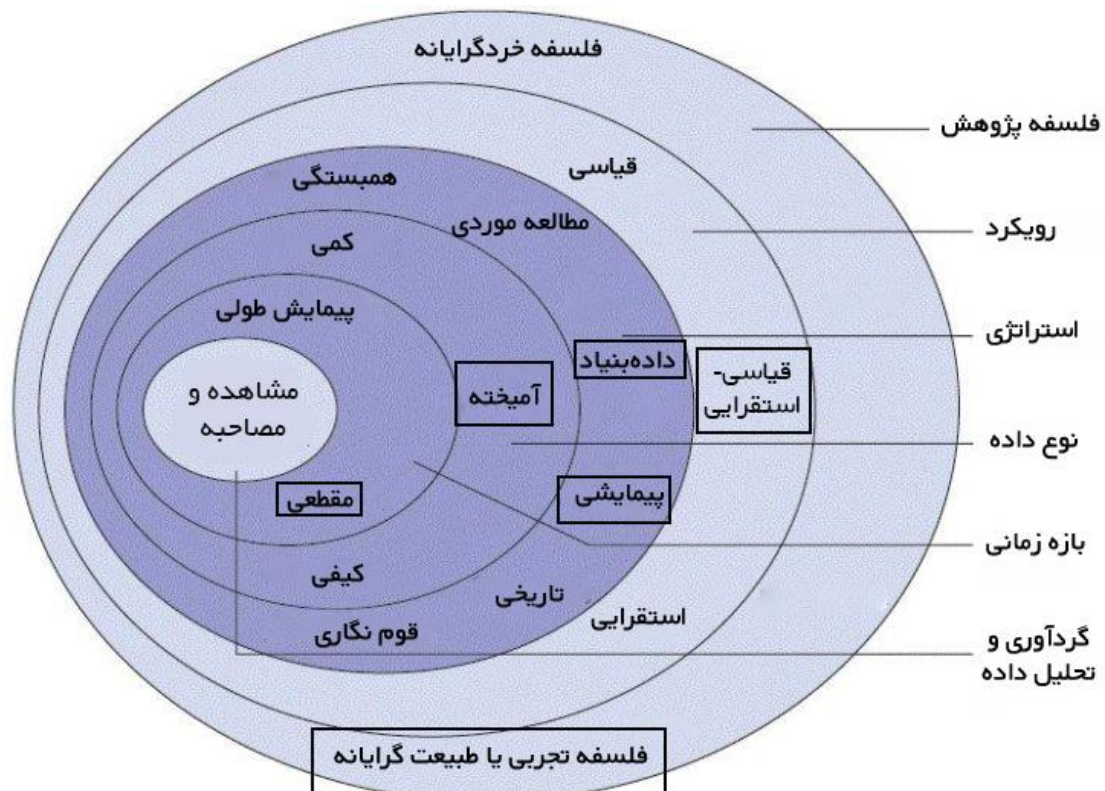 فلسفه خردگرایانه
فلسفه پژوهش
قیاسی
همبستگی
مطالعه موردی
رویکرد
کمی
پیمایش طولی
استراتژی
داده‌بنیاد
قیاسی-
استقرایی
آمیخته
مشاهده و
مصاحبه
نوع داده
پیمایشی
مقطعی
بازه زمانی
کیفی
تاریخی
استقرایی
قوم نگاری
گردآوری و
تحلیل داده
فلسفه تجربی یا طبیعت گرایانه